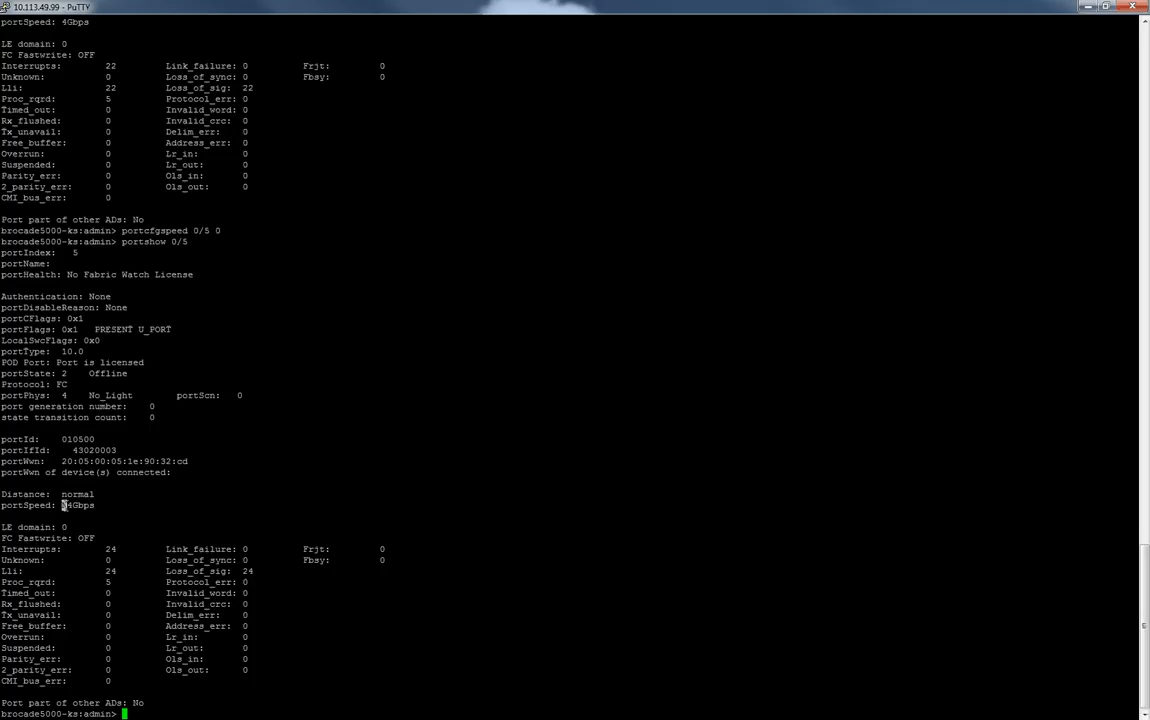 10.113.49.99 - PuTTY
portSpeed: 4Gbps
LE domain: 0
FC Fastwrite: OFF
Interrupts: 22 Link_failure: 0 Frjt: 0
Unknown: 0 Loss_of_sync: 0 Fbsy: 0
Lli: 22 Loss_of_sig: 22
Proc_rqrd: 5 Protocol_err: 0
Timed_out: 0 Invalid_word: 0
Rx_flushed: 0 Invalid_crc: 0
Tx_unavail: 0 Delim_err: 0
Free_buffer: 0 Address_err: 0
Overrun: 0 Lr_in: 0
Suspended: 0 Lr_out: 0
Parity_err: 0 Ols_in: 0
2_parity_err: 0 Ols_out: 0
CMI_bus_err: 0
Port part of other ADs: No
brocade5000-ks:admin> portcfgspeed 0/5 0
brocade5000-ks:admin> portshow 0/5
portIndex: 5
portName:
portHealth: No Fabric Watch License
Authentication: None
portDisableReason: None
portCFlags: 0x1
portFlags: 0x1 PRESENT U_PORT
LocalSwcFlags: 0x0
portType: 10.0
POD Port: Port is licensed
portState: 2 Offline
Protocol: FC
portPhys: 4 No_Light portScn: 0
port generation number: 0
state transition count: 0
portId: 010500
portIfId: 43020003
portWwn: 20:05:00:05:1e:90:32:cd
portWwn of device(s) connected:
Distance: normal
portSpeed: 4Gbps
LE domain: 0
FC Fastwrite: OFF
Interrupts: 24 Link_failure: 0 Frjt: 0
Unknown: 0 Loss_of_sync: 0 Fbsy: 0
Lli: 24 Loss_of_sig: 24
Proc_rqrd: 5 Protocol_err: 0
Timed_out: 0 Invalid_word: 0
Rx_flushed: 0 Invalid_crc: 0
Tx_unavail: 0 Delim_err: 0
Free_buffer: 0 Address_err: 0
Overrun: 0 Lr_in: 0
Suspended: 0 Lr_out: 0
Parity_err: 0 Ols_in: 0
2_parity_err: 0 Ols_out: 0
CMI_bus_err: 0
Port part of other ADs: No
brocade5000-ks:admin>